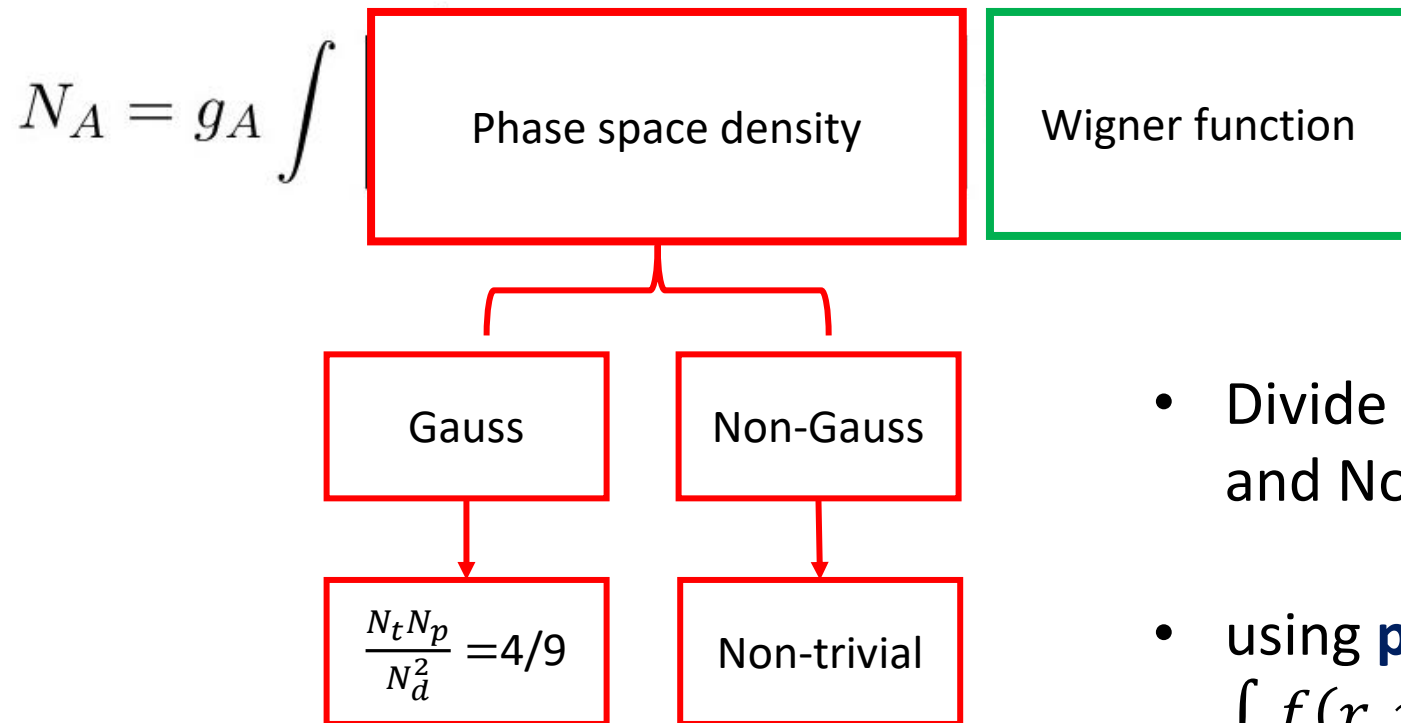 N_A = g_A ∫
Phase space density
Wigner function
Gauss
Non-Gauss
• Divide
and
N_t N_p / N_d^2 = 4/9
Non-trivial
• using
∫ f(r,